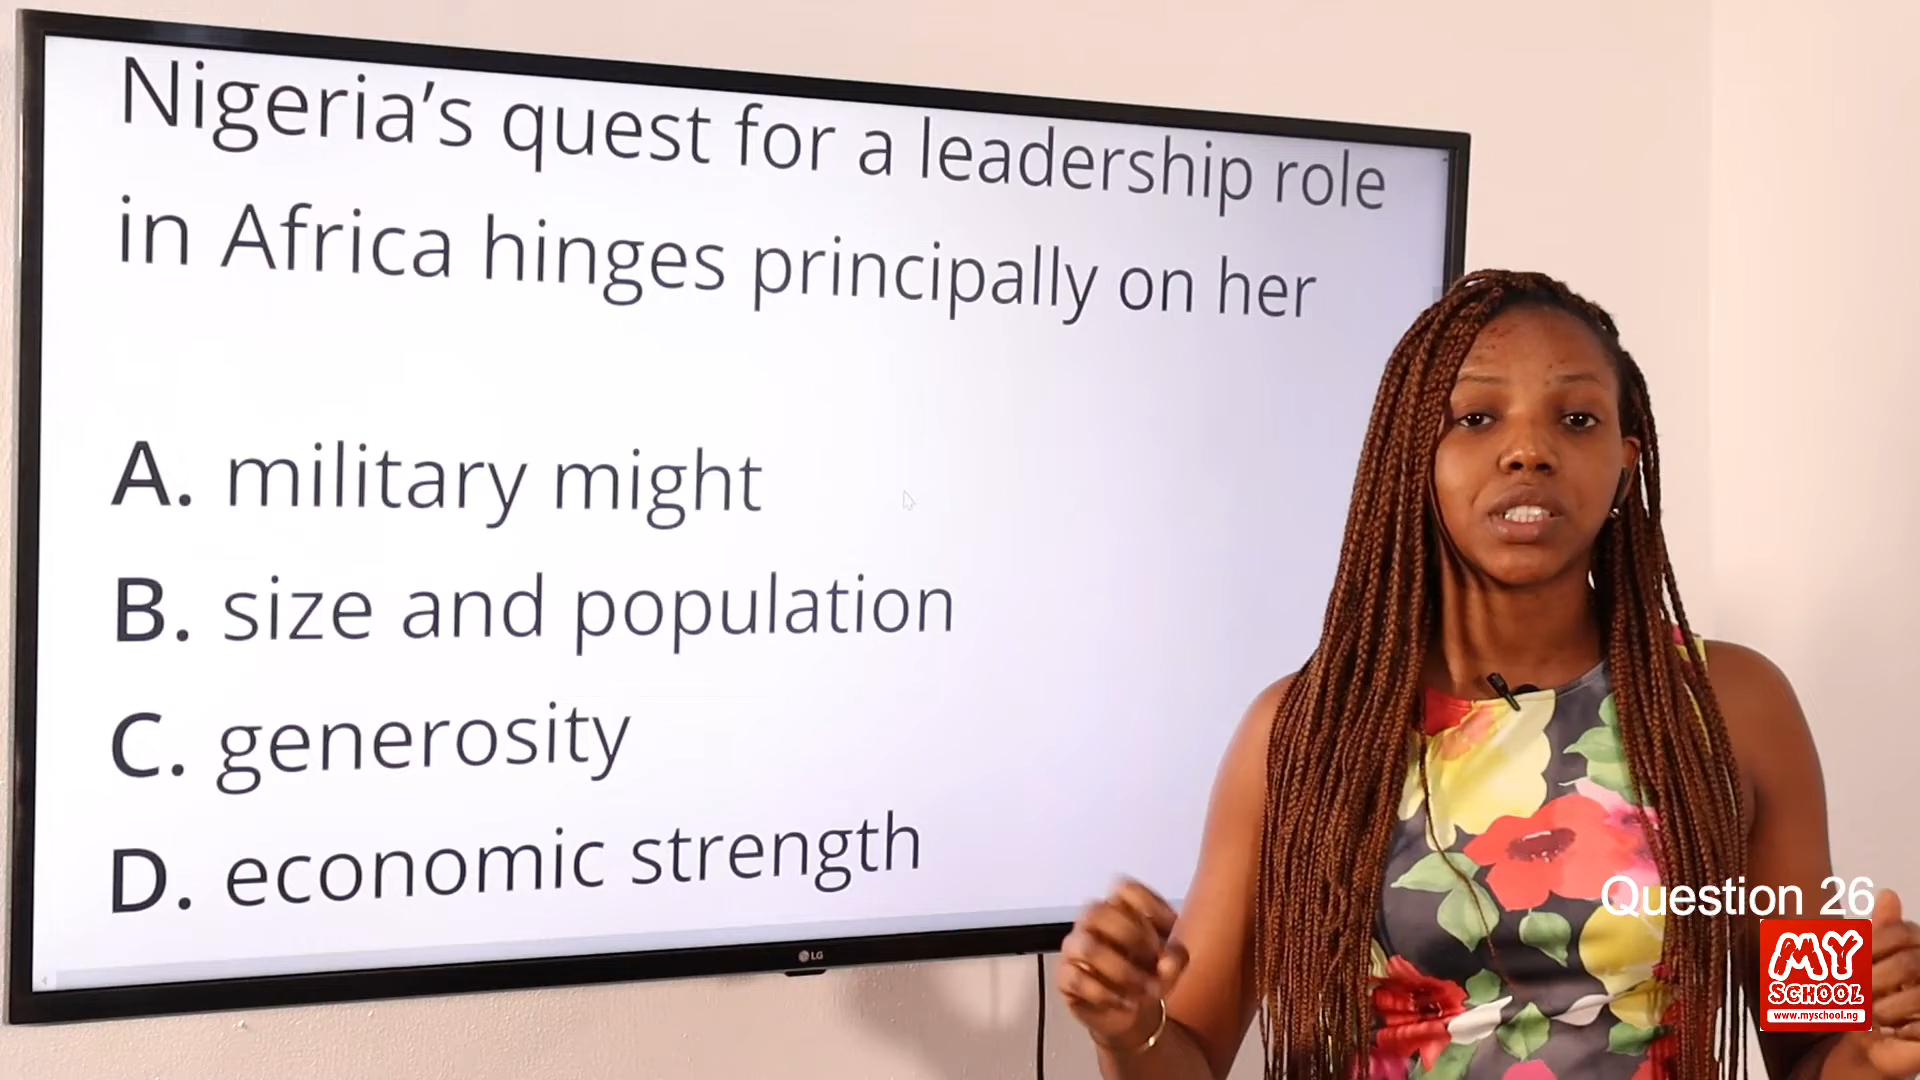 Nigeria’s quest for a leadership role
in Africa hinges principally on her
A. military might
B. size and population
C. generosity
D. economic strength
LG
Question 26
MY
SCHOOL
www.myschool.ng